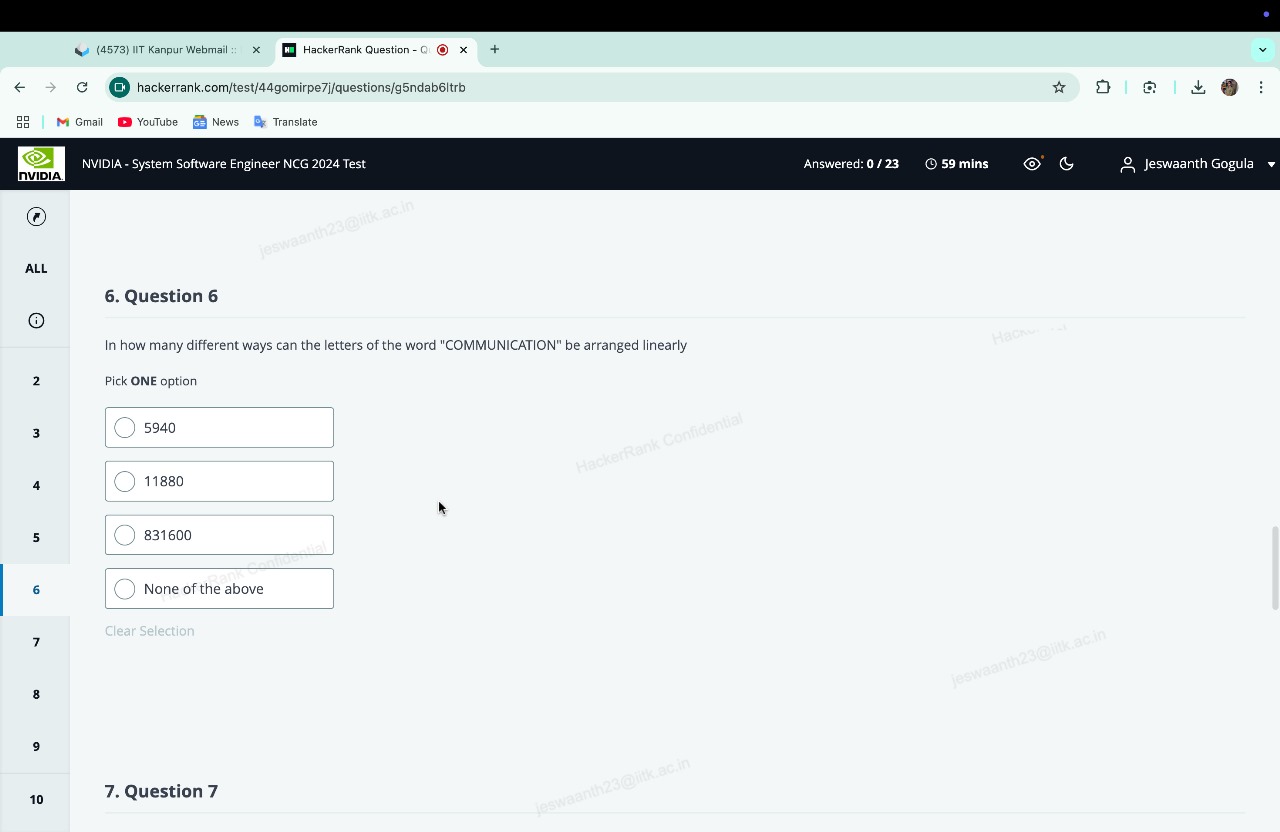 (4573) IIT Kanpur Webmail ::
HackerRank Question - Q
hackerrank.com/test/44gomirpe7j/questions/g5ndab6ltrb
Gmail
YouTube
News
Translate
NVIDIA
NVIDIA - System Software Engineer NCG 2024 Test
Answered: 0 / 23
59 mins
Jeswaanth Gogula
jeswaanth23@iitk.ac.in
ALL
6. Question 6
In how many different ways can the letters of the word "COMMUNICATION" be arranged linearly
Pick ONE option
2
5940
3
HackerRank Confidential
11880
4
831600
5
Rank Confidential
None of the above
6
Clear Selection
7
jeswaanth23@iitk.ac.in
8
9
jeswaanth23@iitk.ac.in
7. Question 7
10